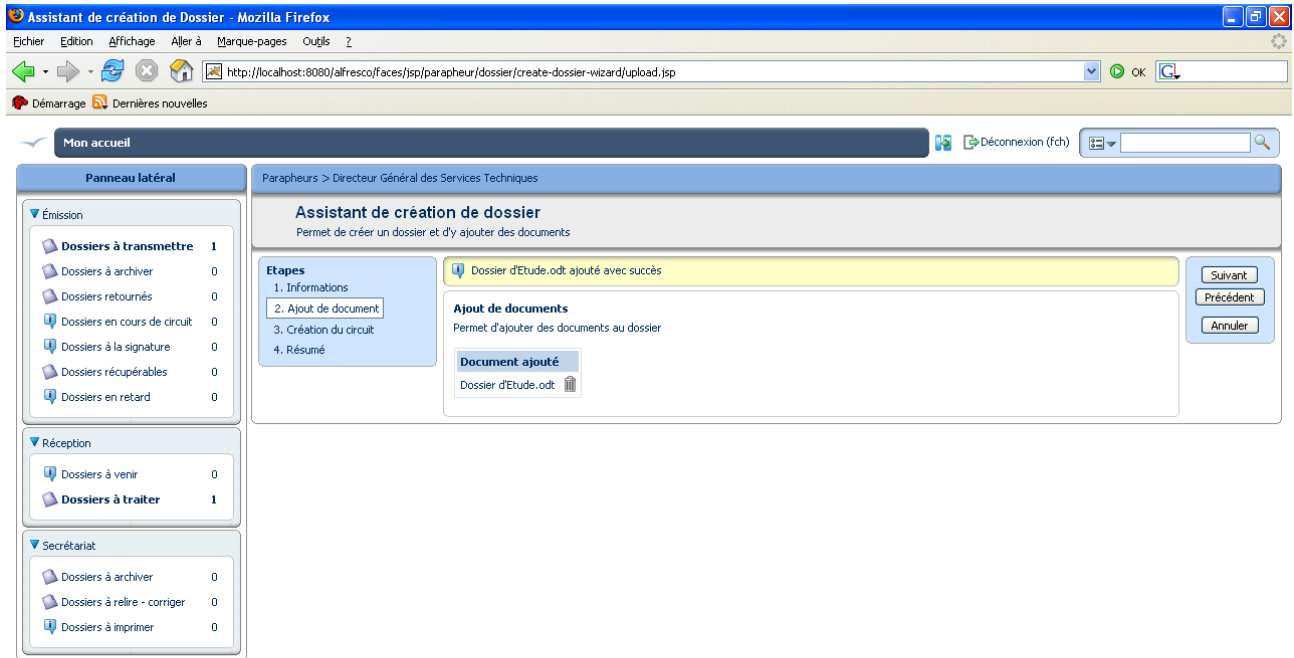 Assistant de création de Dossier - Mozilla Firefox
Eichier Edition Affichage Aller à Marque-pages Outils ?
http://localhost:8080/alfresco/faces/jsp/parapheur/dossier/create-dossier-wizard/upload.jsp
OK
G
Démarrage Dernières nouvelles
Mon accueil
Déconnexion (fch)
Panneau latéral
Parapheurs > Directeur Général des Services Techniques
Émission
Dossiers à transmettre 1
Dossiers à archiver 0
Dossiers retournés 0
Dossiers en cours de circuit 0
Dossiers à la signature 0
Dossiers récupérables 0
Dossiers en retard 0
Réception
Dossiers à venir 0
Dossiers à traiter 1
Secrétariat
Dossiers à archiver 0
Dossiers à relire - corriger 0
Dossiers à imprimer 0
Assistant de création de dossier
Permet de créer un dossier et d'y ajouter des documents
Etapes
1. Informations
2. Ajout de document
3. Création du circuit
4. Résumé
Dossier d'Etude.odt ajouté avec succès
Ajout de documents
Permet d'ajouter des documents au dossier
Document ajouté
Dossier d'Etude.odt
Suivant
Précédent
Annuler